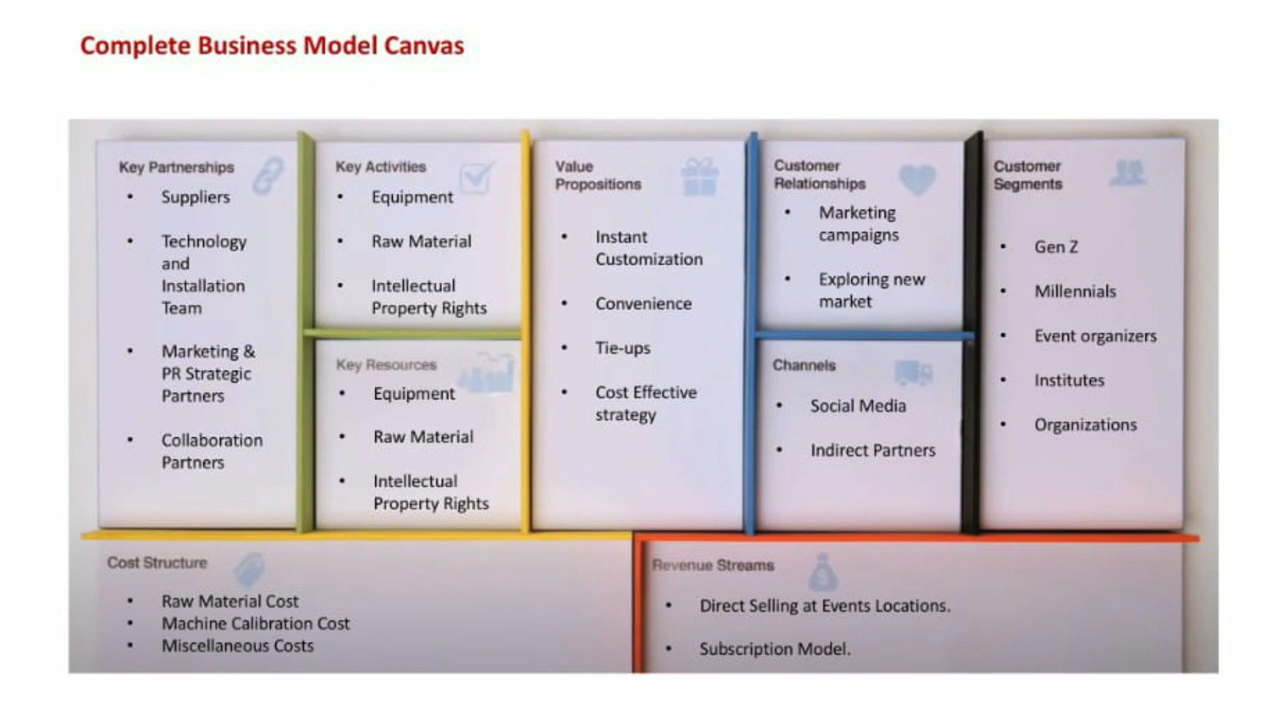 Complete Business Model Canvas
Key Partnerships
• Suppliers
• Technology
and
Installation
Team
• Marketing &
PR Strategic
Partners
• Collaboration
Partners
Key Activities
• Equipment
• Raw Material
• Intellectual
Property Rights
Key Resources
• Equipment
• Raw Material
• Intellectual
Property Rights
Value
Propositions
• Instant
Customization
• Convenience
• Tie-ups
• Cost Effective
strategy
Customer
Relationships
• Marketing
campaigns
• Exploring new
market
Channels
• Social Media
• Indirect Partners
Customer
Segments
• Gen Z
• Millennials
• Event organizers
• Institutes
• Organizations
Cost Structure
• Raw Material Cost
• Machine Calibration Cost
• Miscellaneous Costs
Revenue Streams
• Direct Selling at Events Locations.
• Subscription Model.